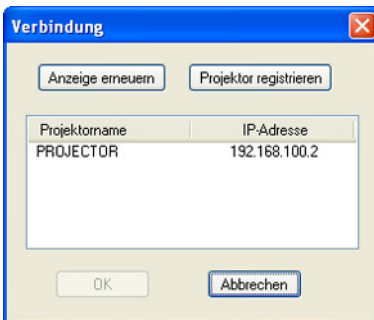 Verbindung
Anzeige erneuern Projektor registrieren
Projektorname IP-Adresse
PROJECTOR 192.168.100.2
OK Abbrechen